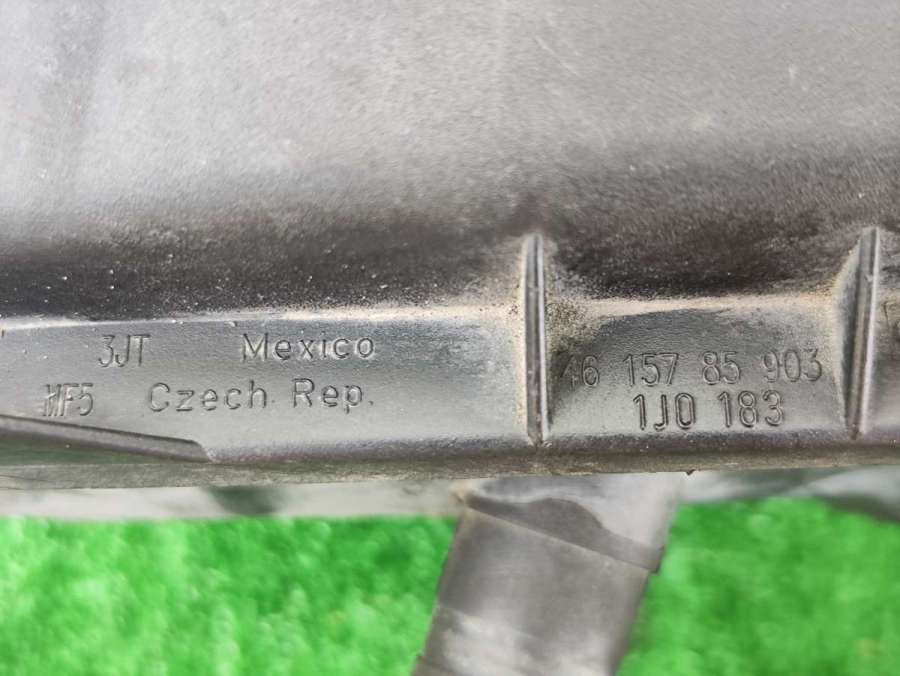 3JT Mexico
MF5 Czech Rep.
46 157 85 903
1J0 183